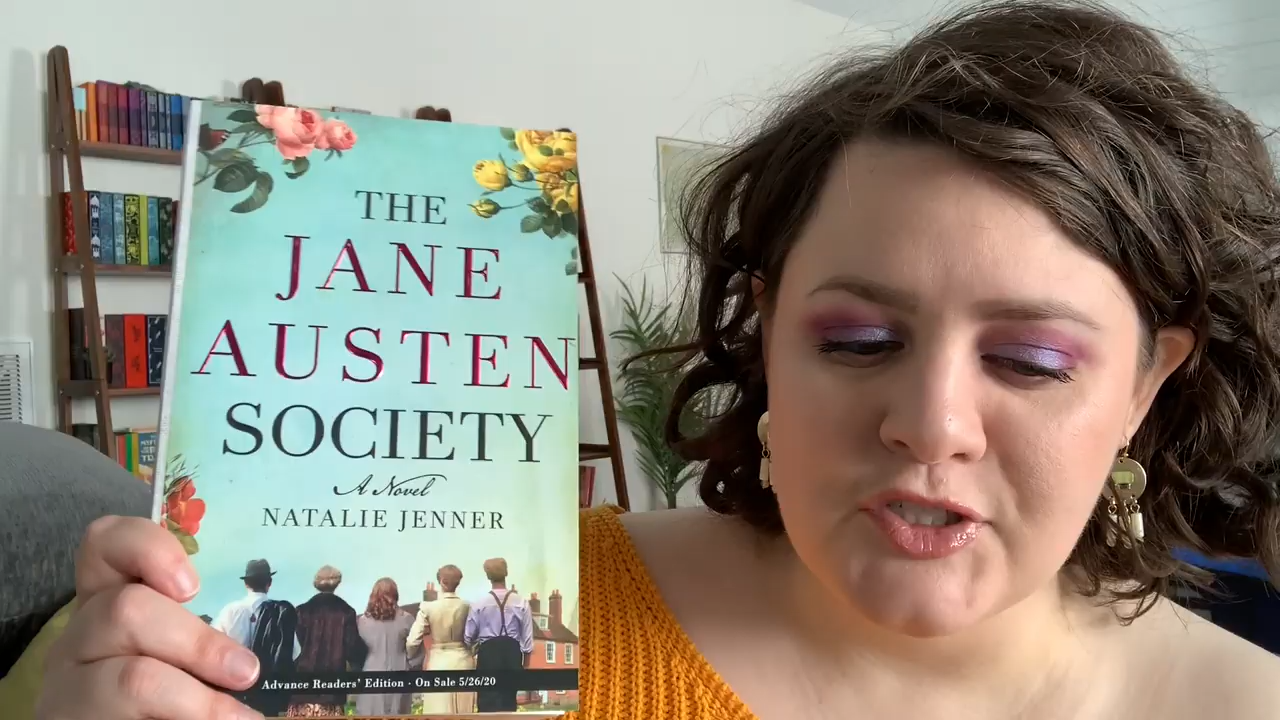 THE
JANE
AUSTEN
SOCIETY
A Novel
NATALIE JENNER
Advance Readers' Edition · On Sale 5/26/20